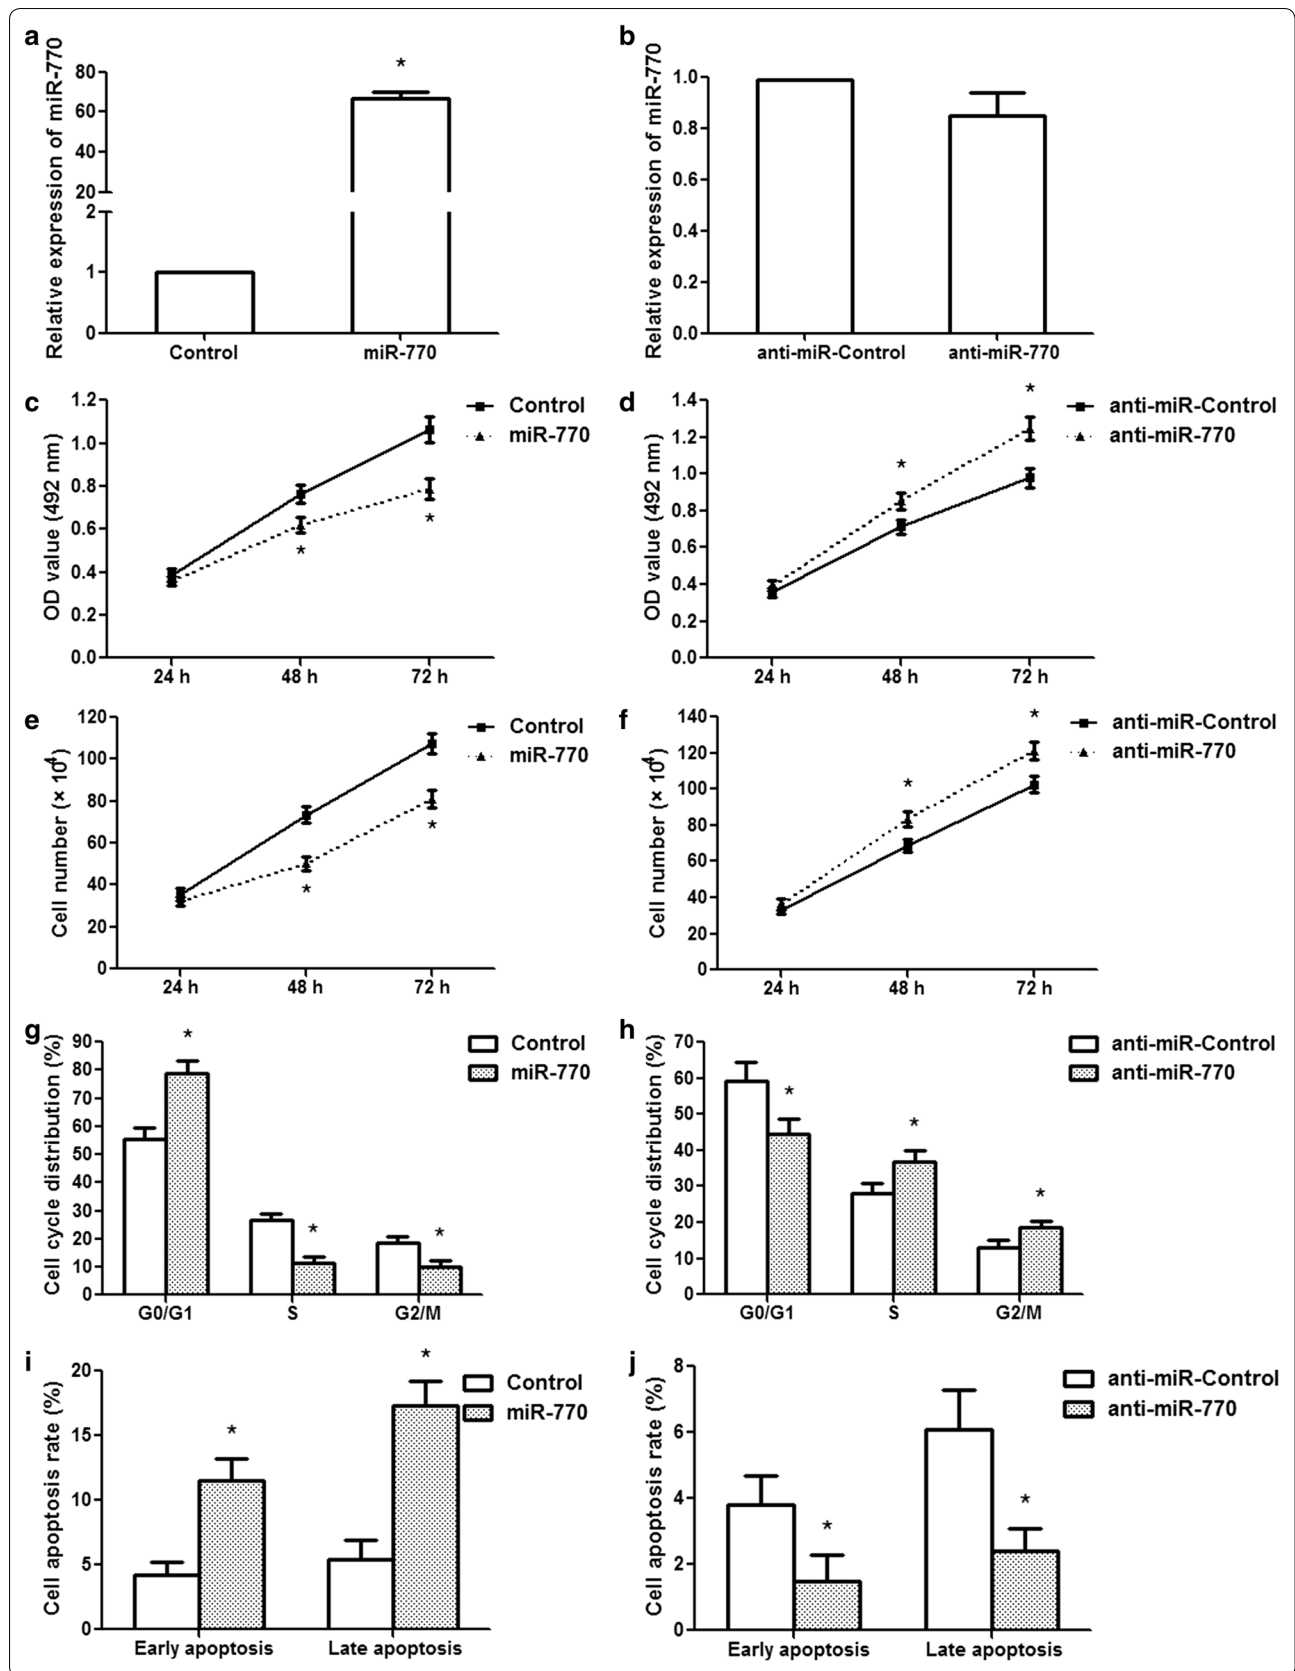 a
Relative expression of miR-770
80
60
40
20
2
1
0
*
Control
miR-770
b
Relative expression of miR-770
1.0
0.8
0.6
0.4
0.2
0.0
anti-miR-Control
anti-miR-770
c
OD value (492 nm)
1.2
1.0
0.8
0.6
0.4
0.2
0.0
*
*
24 h
48 h
72 h
Control
miR-770
d
OD value (492 nm)
1.4
1.2
1.0
0.8
0.6
0.4
0.2
0.0
*
*
24 h
48 h
72 h
anti-miR-Control
anti-miR-770
e
Cell number (× 10⁴)
120
100
80
60
40
20
0
*
*
24 h
48 h
72 h
Control
miR-770
f
Cell number (× 10⁴)
140
120
100
80
60
40
20
0
*
*
24 h
48 h
72 h
anti-miR-Control
anti-miR-770
g
Cell cycle distribution (%)
90
80
70
60
50
40
30
20
10
0
*
*
*
G0/G1
S
G2/M
Control
miR-770
h
Cell cycle distribution (%)
70
60
50
40
30
20
10
0
*
*
*
G0/G1
S
G2/M
anti-miR-Control
anti-miR-770
i
Cell apoptosis rate (%)
20
15
10
5
0
*
*
Early apoptosis
Late apoptosis
Control
miR-770
j
Cell apoptosis rate (%)
8
6
4
2
0
*
*
Early apoptosis
Late apoptosis
anti-miR-Control
anti-miR-770